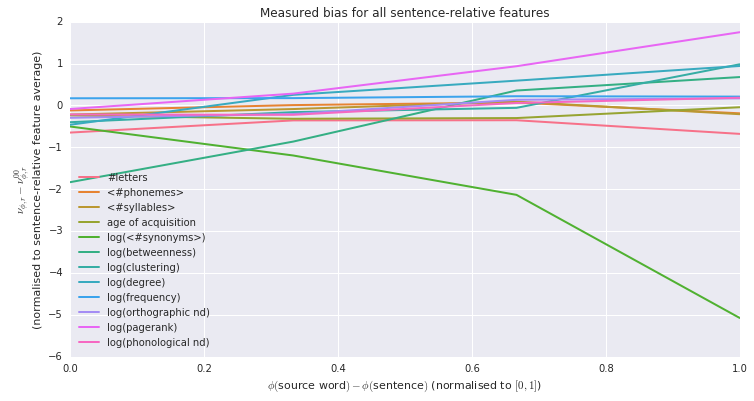 Measured bias for all sentence-relative features
2
1
0
−1
−2
−3
−4
−5
−6
ν_{φ,r} − ν^{00}_{φ,r}
(normalised to sentence-relative feature average)
#letters
<#phonemes>
<#syllables>
age of acquisition
log(<#synonyms>)
log(betweenness)
log(clustering)
log(degree)
log(frequency)
log(orthographic nd)
log(pagerank)
log(phonological nd)
0.0 0.2 0.4 0.6 0.8 1.0
ϕ(source word) − ϕ(sentence) (normalised to [0, 1])